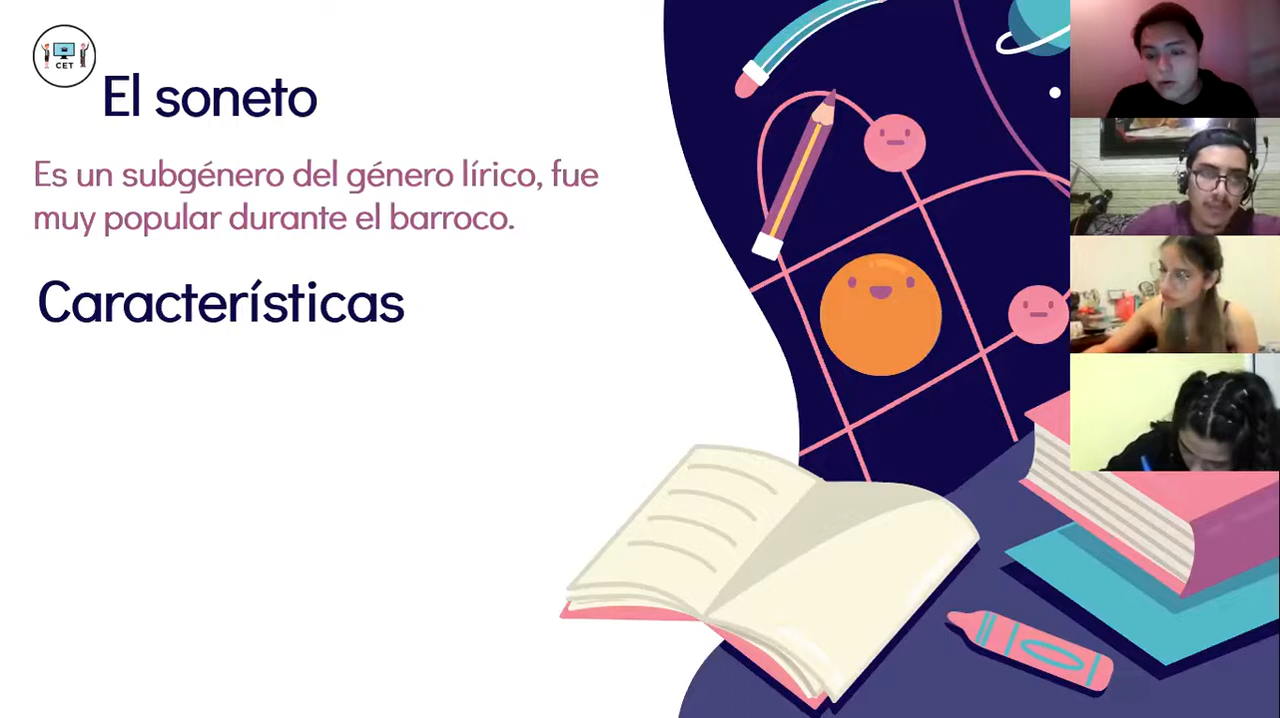 CET
El soneto
Es un subgénero del género lírico, fue
muy popular durante el barroco.
Características